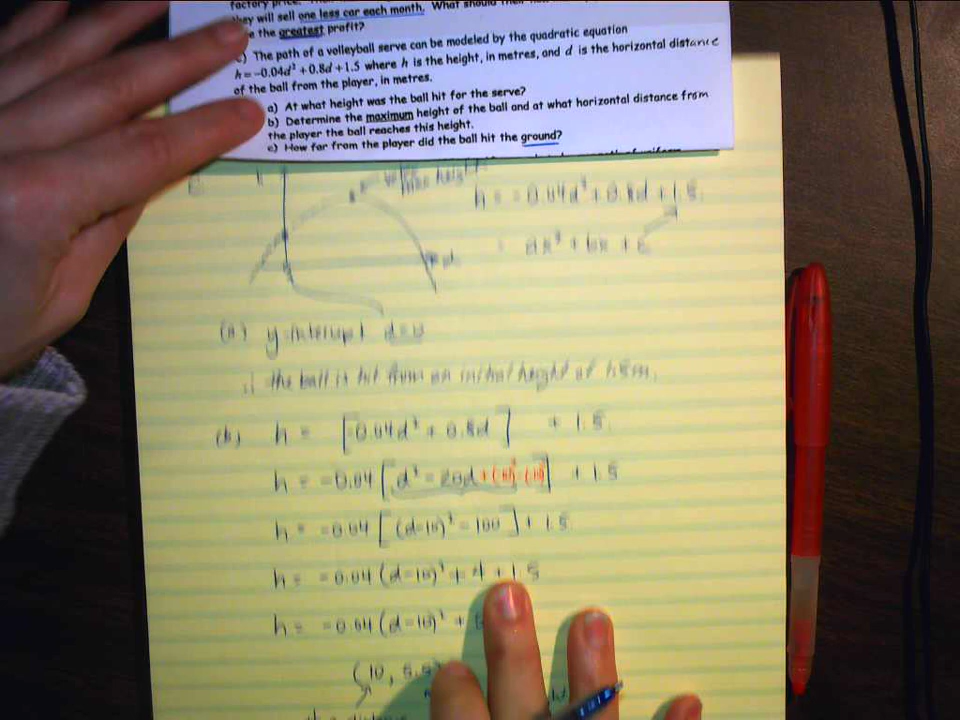 factory price.
they will sell one less car each month. What should their
the greatest profit?
c) The path of a volleyball serve can be modeled by the quadratic equation
h=-0.04d²+0.8d+1.5 where h is the height, in metres, and d is the horizontal distance
of the ball from the player, in metres.
a) At what height was the ball hit for the serve?
b) Determine the maximum height of the ball and at what horizontal distance from
the player the ball reaches this height.
c) How far from the player did the ball hit the ground?
h
max height
h = -0.04d² + 0.8d + 1.5
d
ax² + bx + c
(a) y-intercept d=0
∴ the ball is hit from an initial height of 1.5m.
(b) h = [-0.04d² + 0.8d] + 1.5
h = -0.04 [d² - 20d + (10)² - (10)²] + 1.5
h = -0.04 [(d-10)² - 100] + 1.5
h = -0.04 (d-10)² + 4 + 1.5
h = -0.04 (d-10)² +
(10, 5.5)
distance